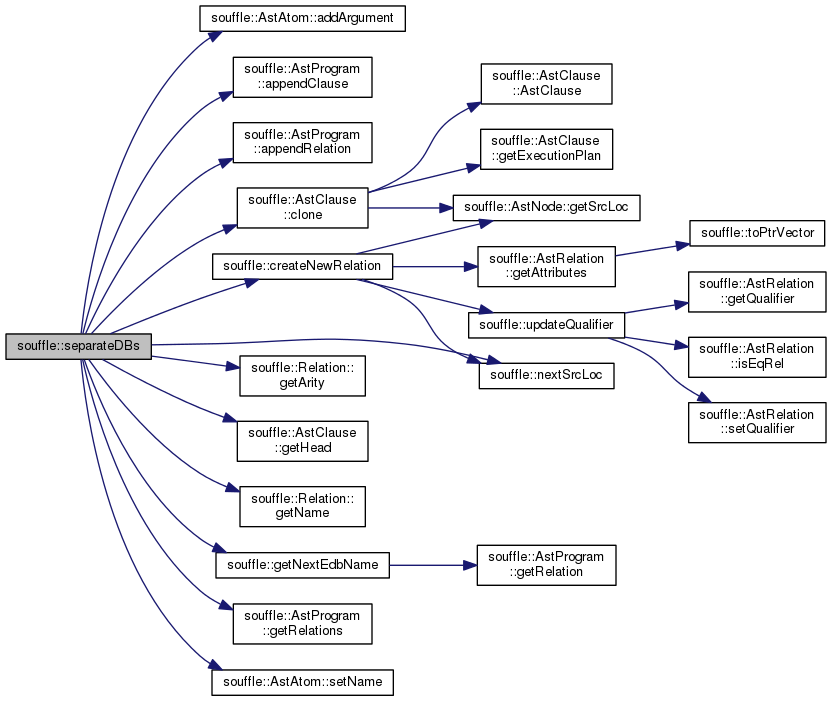 souffle::separateDBs
souffle::AstAtom::addArgument
souffle::AstProgram
::appendClause
souffle::AstProgram
::appendRelation
souffle::AstClause
::clone
souffle::createNewRelation
souffle::Relation::
getArity
souffle::AstClause
::getHead
souffle::Relation::
getName
souffle::getNextEdbName
souffle::AstProgram
::getRelations
souffle::AstAtom::setName
souffle::AstClause
::AstClause
souffle::AstClause
::getExecutionPlan
souffle::AstNode::getSrcLoc
souffle::AstRelation
::getAttributes
souffle::updateQualifier
souffle::nextSrcLoc
souffle::AstProgram
::getRelation
souffle::toPtrVector
souffle::AstRelation
::getQualifier
souffle::AstRelation
::isEqRel
souffle::AstRelation
::setQualifier